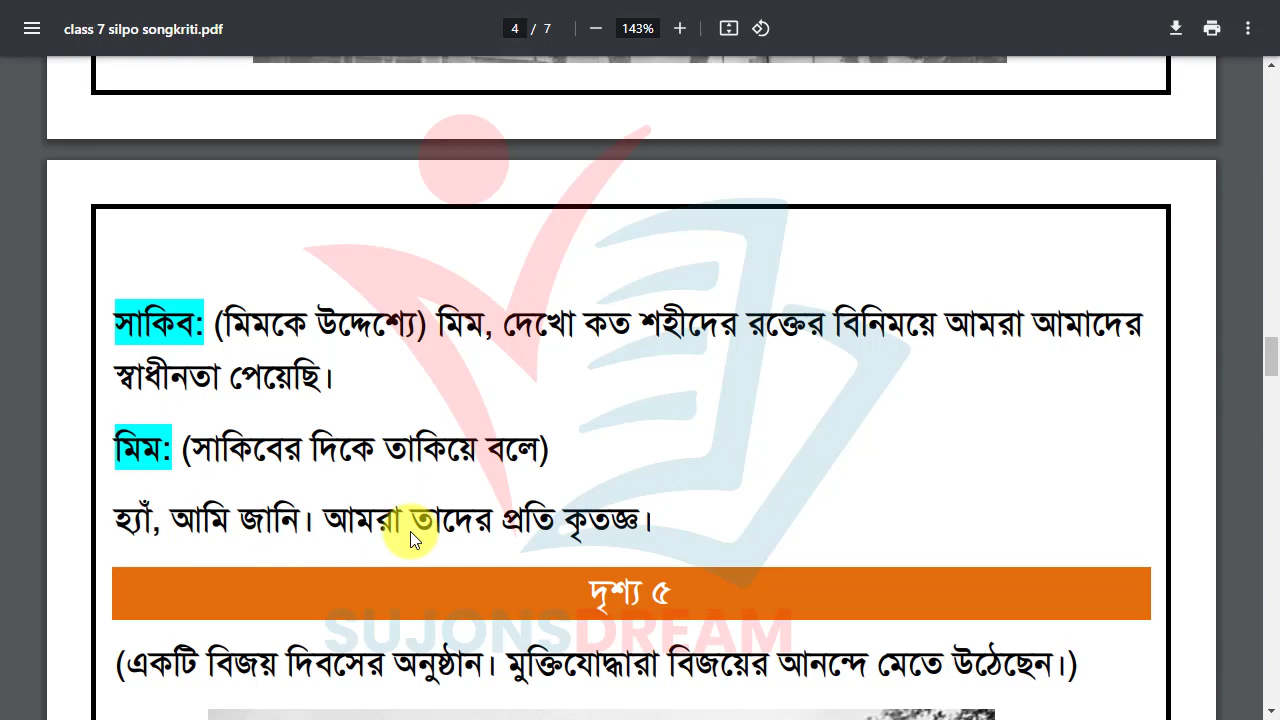 class 7 silpo songkriti.pdf
4 / 7
143%
সাকিব: (মিমকে উদ্দেশ্যে) মিম, দেখো কত শহীদের রক্তের বিনিময়ে আমরা আমাদের
স্বাধীনতা পেয়েছি।
মিম: (সাকিবের দিকে তাকিয়ে বলে)
হ্যাঁ, আমি জানি। আমরা তাদের প্রতি কৃতজ্ঞ।
দৃশ্য ৫
SUJONSDREAM
(একটি বিজয় দিবসের অনুষ্ঠান। মুক্তিযোদ্ধারা বিজয়ের আনন্দে মেতে উঠেছেন।)